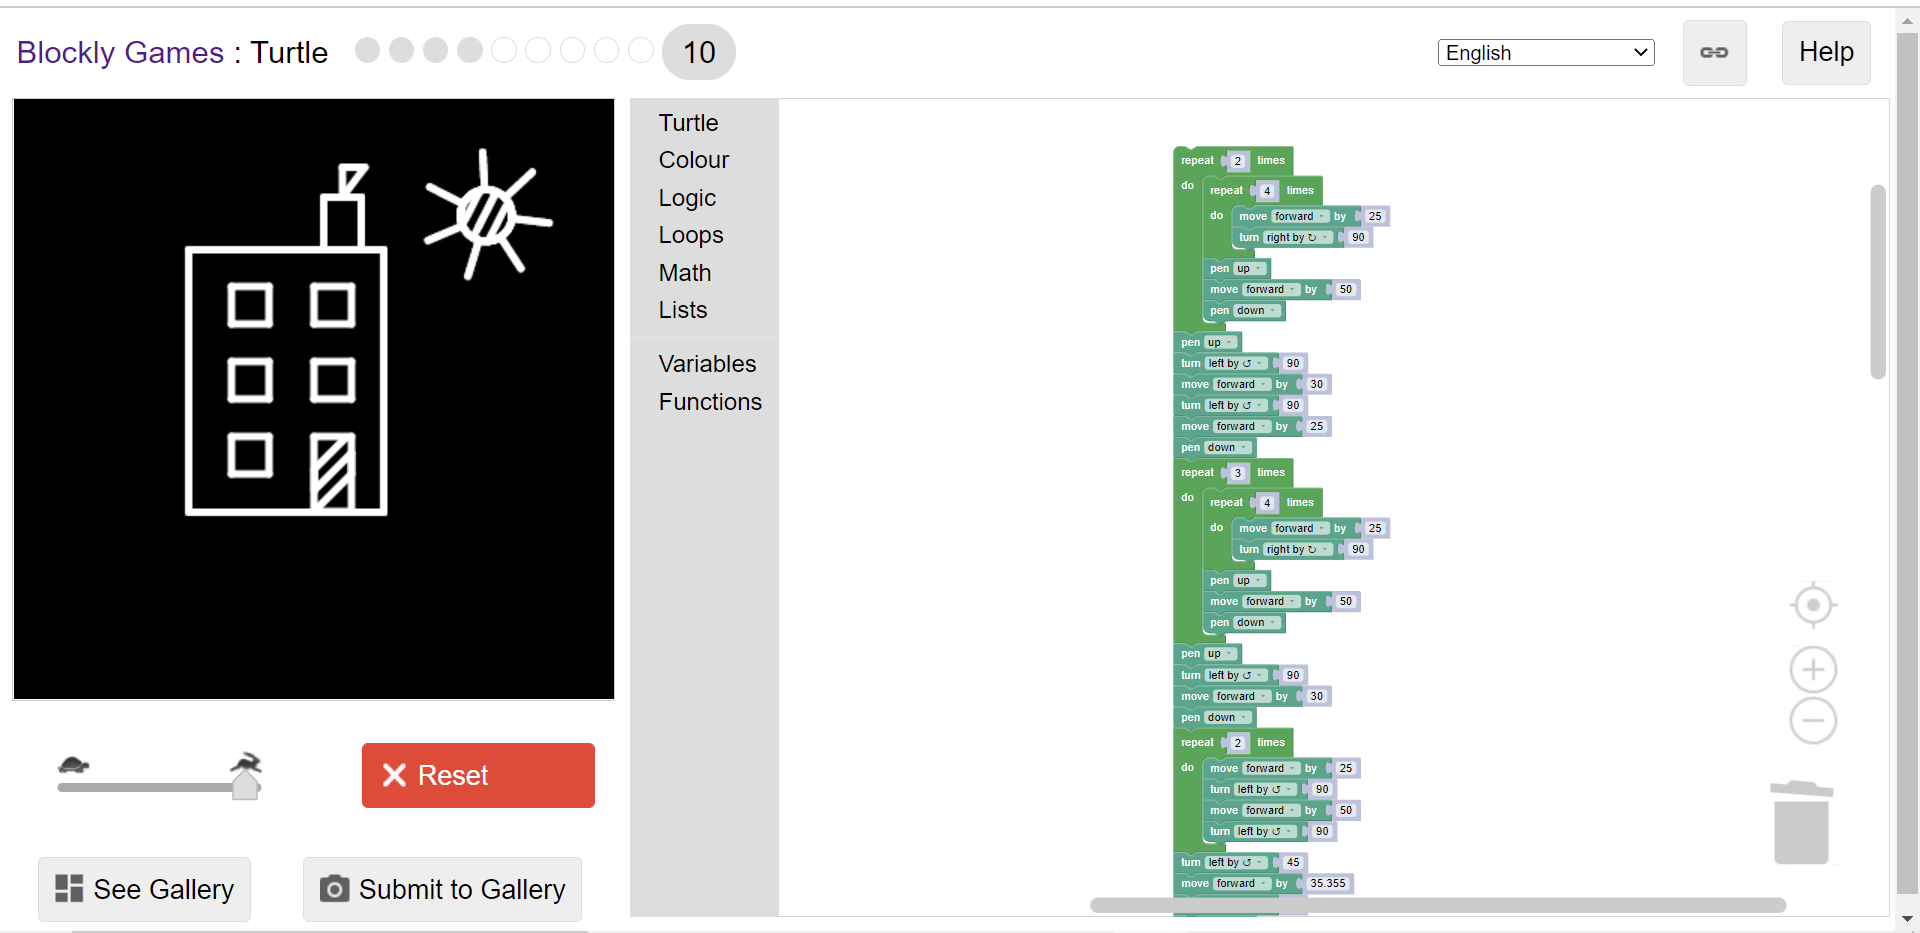 Blockly Games : Turtle 10 English Help
Turtle
Colour
Logic
Loops
Math
Lists
Variables
Functions
repeat 2 times
do repeat 4 times
do move forward by 25
turn right by ↻ 90
pen up
move forward by 50
pen down
pen up
turn left by ↺ 90
move forward by 30
turn left by ↺ 90
move forward by 25
pen down
repeat 3 times
do repeat 4 times
do move forward by 25
turn right by ↻ 90
pen up
move forward by 50
pen down
pen up
turn left by ↺ 90
move forward by 30
pen down
repeat 2 times
do move forward by 25
turn left by ↺ 90
move forward by 50
turn left by ↺ 90
turn left by ↺ 45
move forward by 35.355
Reset
See Gallery
Submit to Gallery